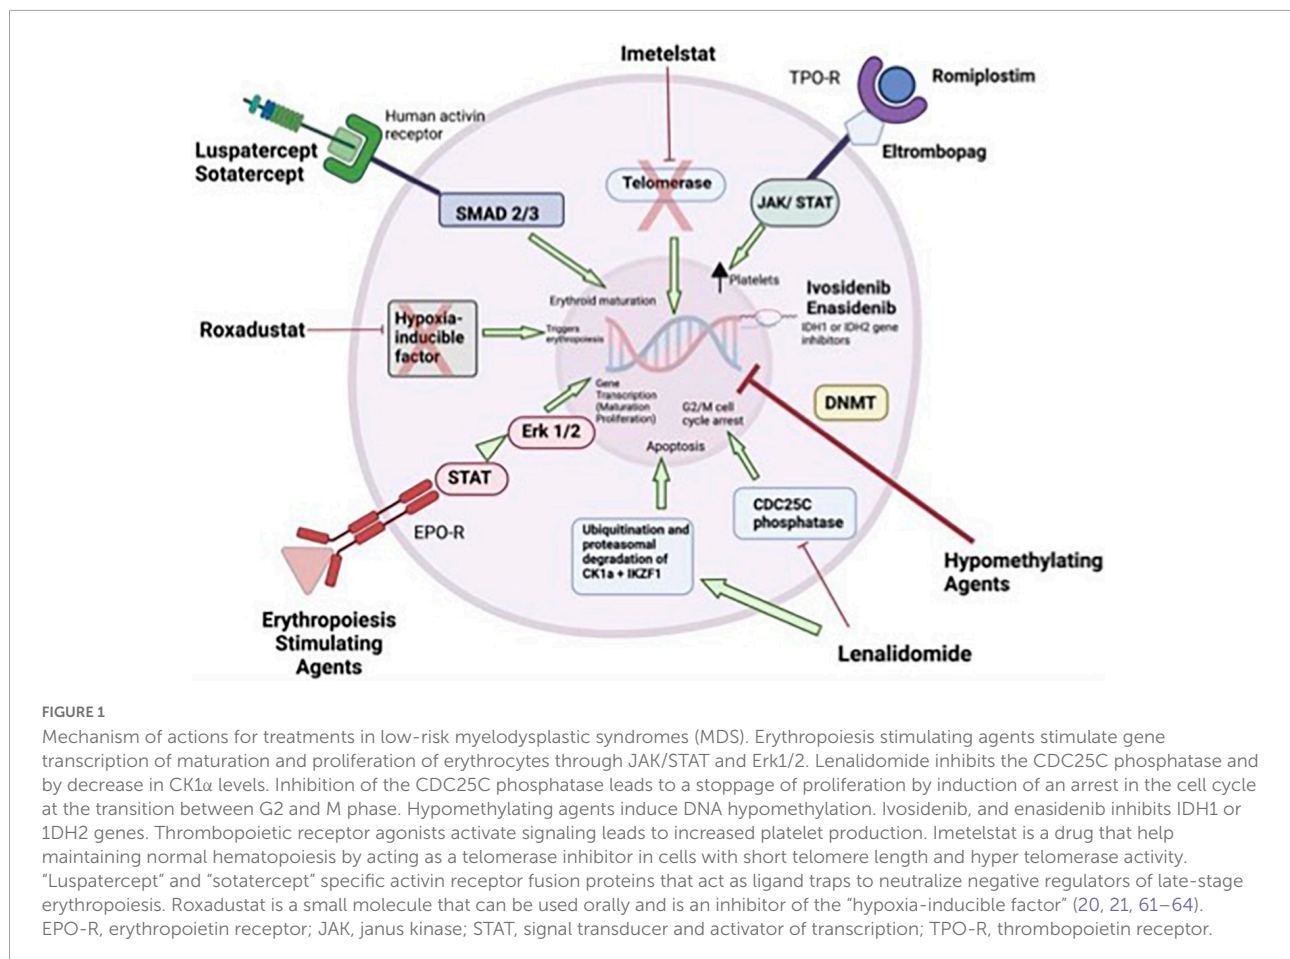 Imetelstat
TPO-R
Romiplostim
Human activin
receptor
Luspatercept
Sotatercept
Eltrombopag
Telomerase
JAK/ STAT
SMAD 2/3
Platelets
Ivosidenib
Enasidenib
IDH1 or IDH2 gene
inhibitors
Erythroid maturation
Roxadustat
Hypoxia-
inducible
factor
Triggers
erythropoiesis
Gene
Transcription
(Maturation
Proliferation)
G2/M cell
cycle arrest
DNMT
Erk 1/2
Apoptosis
STAT
EPO-R
CDC25C
phosphatase
Ubiquitination and
proteasomal
degradation of
CK1a + IKZF1
Hypomethylating
Agents
Erythropoiesis
Stimulating
Agents
Lenalidomide
FIGURE 1
Mechanism of actions for treatments in low-risk myelodysplastic syndromes (MDS). Erythropoiesis stimulating agents stimulate gene
transcription of maturation and proliferation of erythrocytes through JAK/STAT and Erk1/2. Lenalidomide inhibits the CDC25C phosphatase and
by decrease in CK1α levels. Inhibition of the CDC25C phosphatase leads to a stoppage of proliferation by induction of an arrest in the cell cycle
at the transition between G2 and M phase. Hypomethylating agents induce DNA hypomethylation. Ivosidenib, and enasidenib inhibits IDH1 or
1DH2 genes. Thrombopoietic receptor agonists activate signaling leads to increased platelet production. Imetelstat is a drug that help
maintaining normal hematopoiesis by acting as a telomerase inhibitor in cells with short telomere length and hyper telomerase activity.
“Luspatercept” and “sotatercept” specific activin receptor fusion proteins that act as ligand traps to neutralize negative regulators of late-stage
erythropoiesis. Roxadustat is a small molecule that can be used orally and is an inhibitor of the “hypoxia-inducible factor” (20, 21, 61–64).
EPO-R, erythropoietin receptor; JAK, janus kinase; STAT, signal transducer and activator of transcription; TPO-R, thrombopoietin receptor.